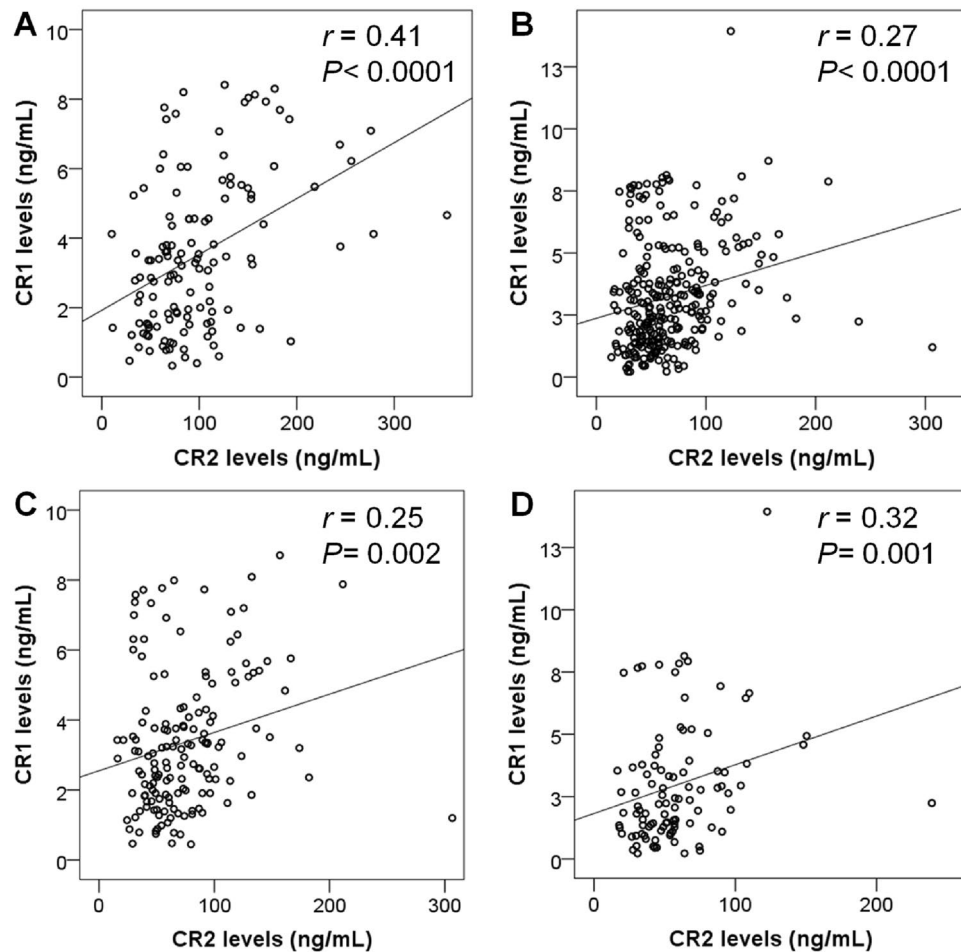 A
r = 0.41
P< 0.0001
10
8
6
4
2
0
CR1 levels (ng/mL)
0 100 200 300
CR2 levels (ng/mL)
B
r = 0.27
P< 0.0001
13
8
5
3
0
CR1 levels (ng/mL)
0 100 200 300
CR2 levels (ng/mL)
C
r = 0.25
P= 0.002
10
8
6
4
2
0
CR1 levels (ng/mL)
0 100 200 300
CR2 levels (ng/mL)
D
r = 0.32
P= 0.001
13
10
8
5
3
0
CR1 levels (ng/mL)
0 100 200
CR2 levels (ng/mL)